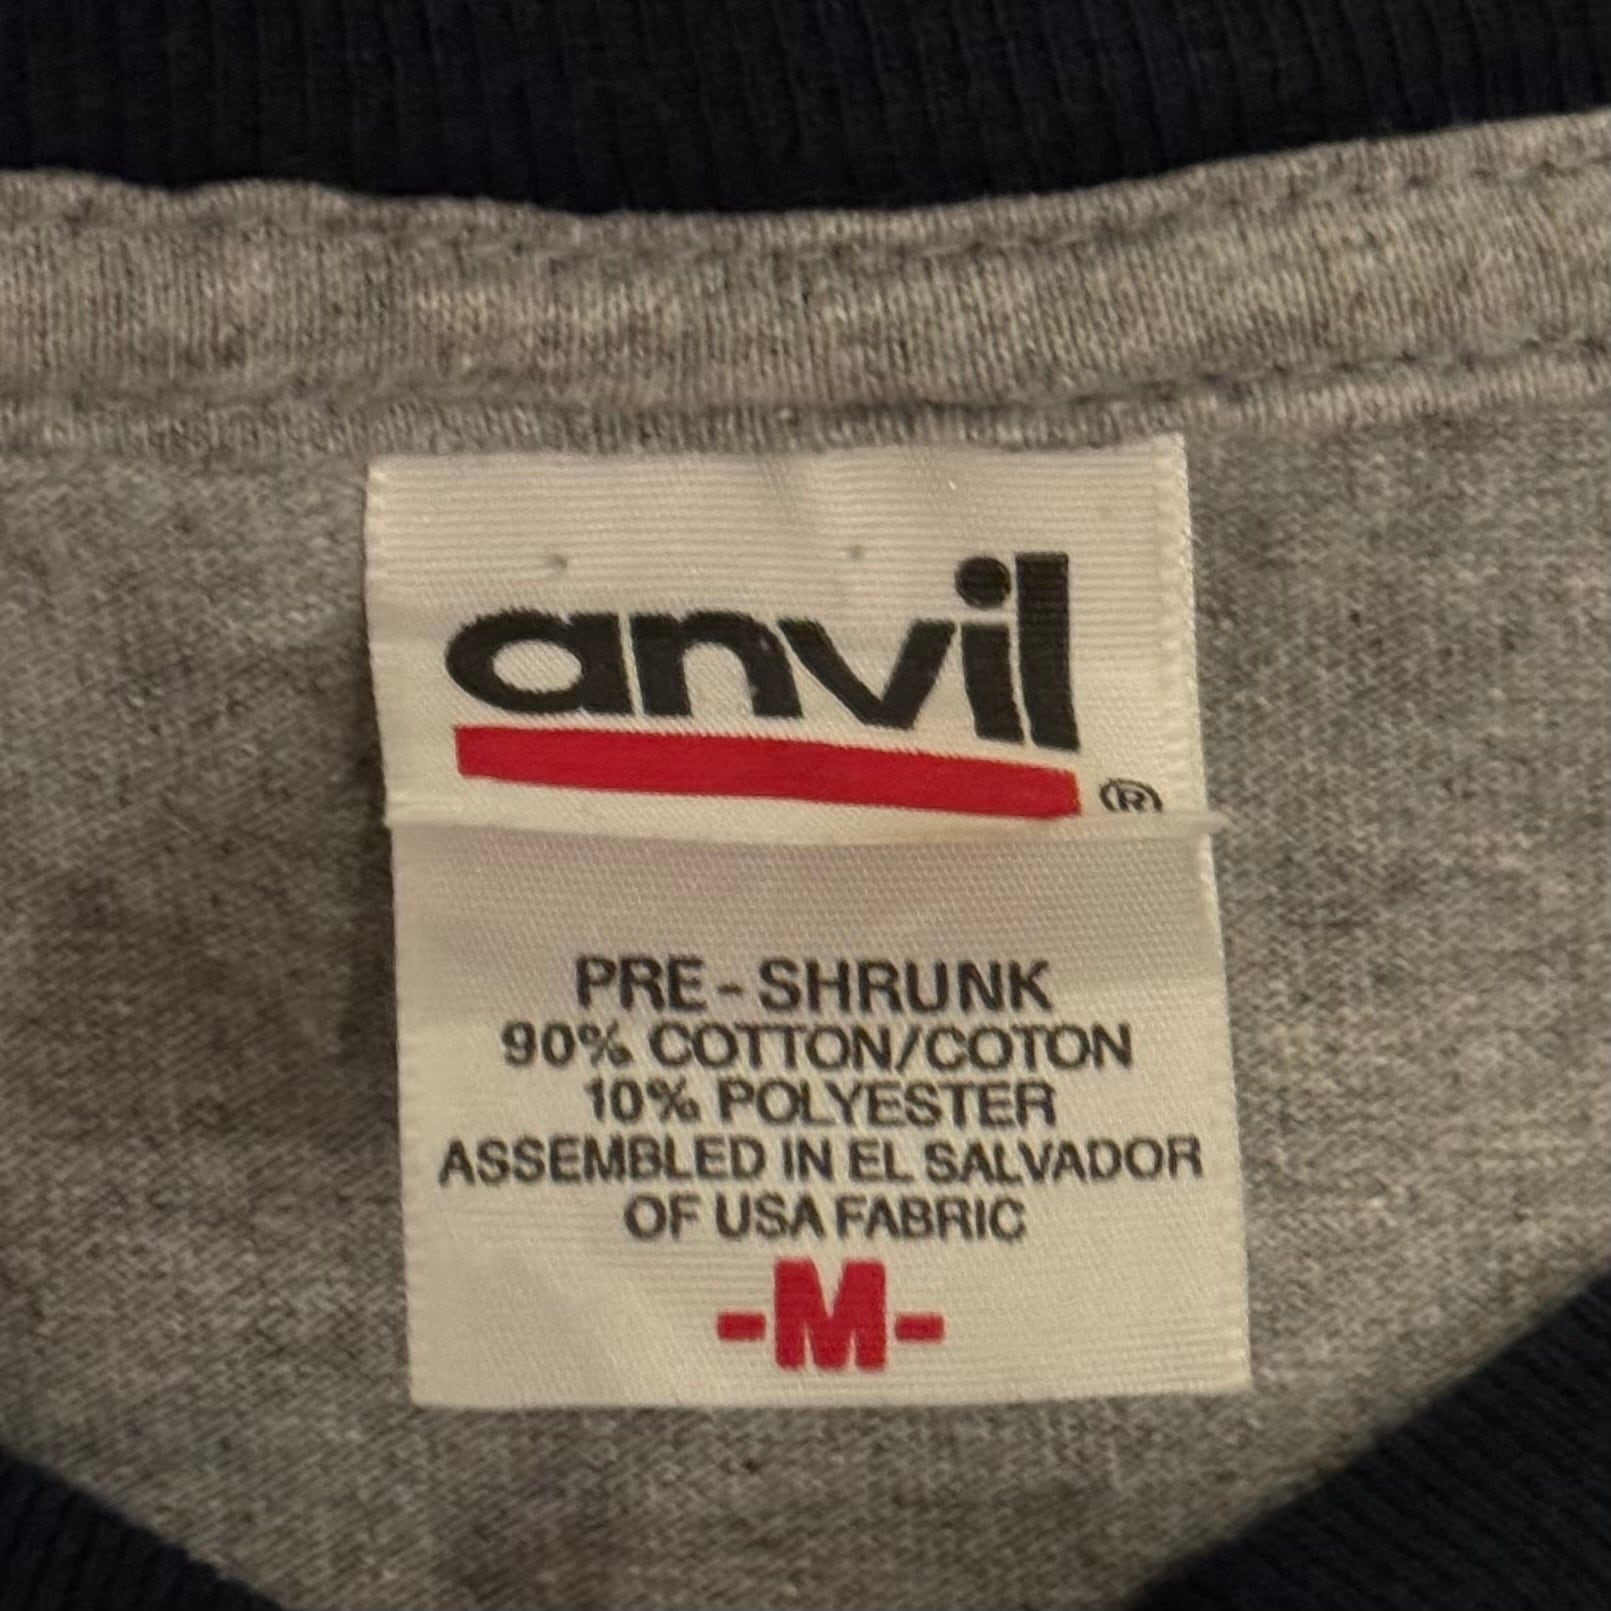 anvil
®
PRE-SHRUNK
90% COTTON/COTON
10% POLYESTER
ASSEMBLED IN EL SALVADOR
OF USA FABRIC
-M-